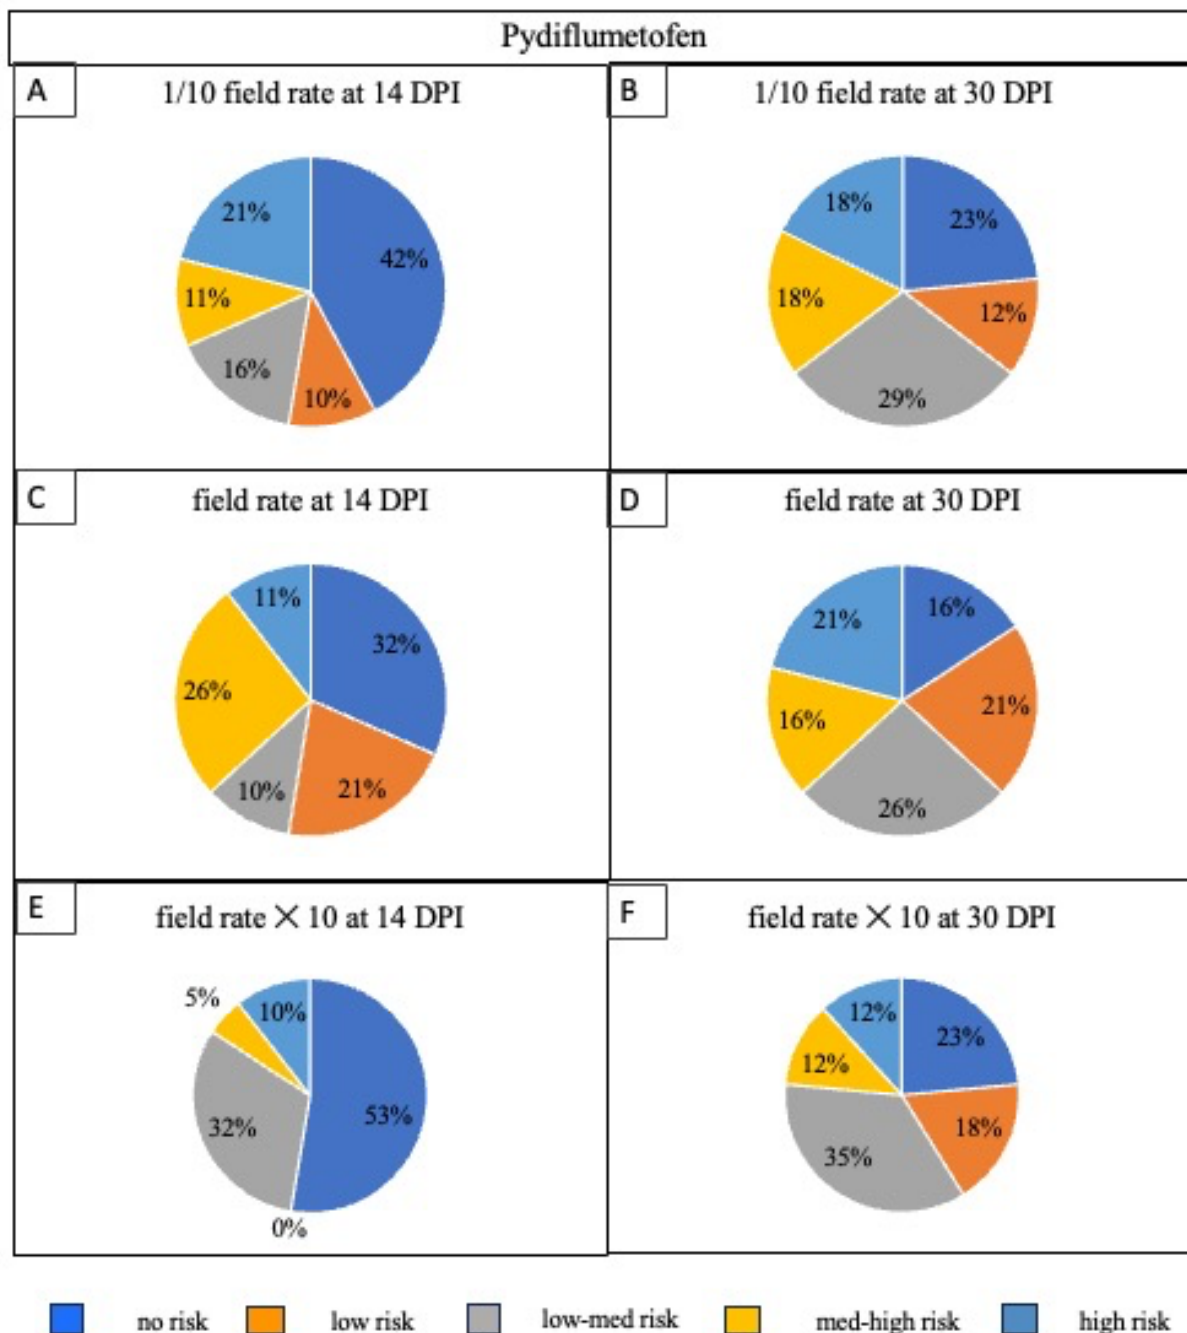 Pydiflumetofen
A
1/10 field rate at 14 DPI
21%
42%
11%
16%
10%
B
1/10 field rate at 30 DPI
18%
23%
18%
12%
29%
C
field rate at 14 DPI
11%
32%
26%
10%
21%
D
field rate at 30 DPI
16%
21%
21%
16%
26%
E
field rate × 10 at 14 DPI
5%
10%
53%
32%
0%
F
field rate × 10 at 30 DPI
12%
23%
12%
18%
35%
no risk low risk low-med risk med-high risk high risk